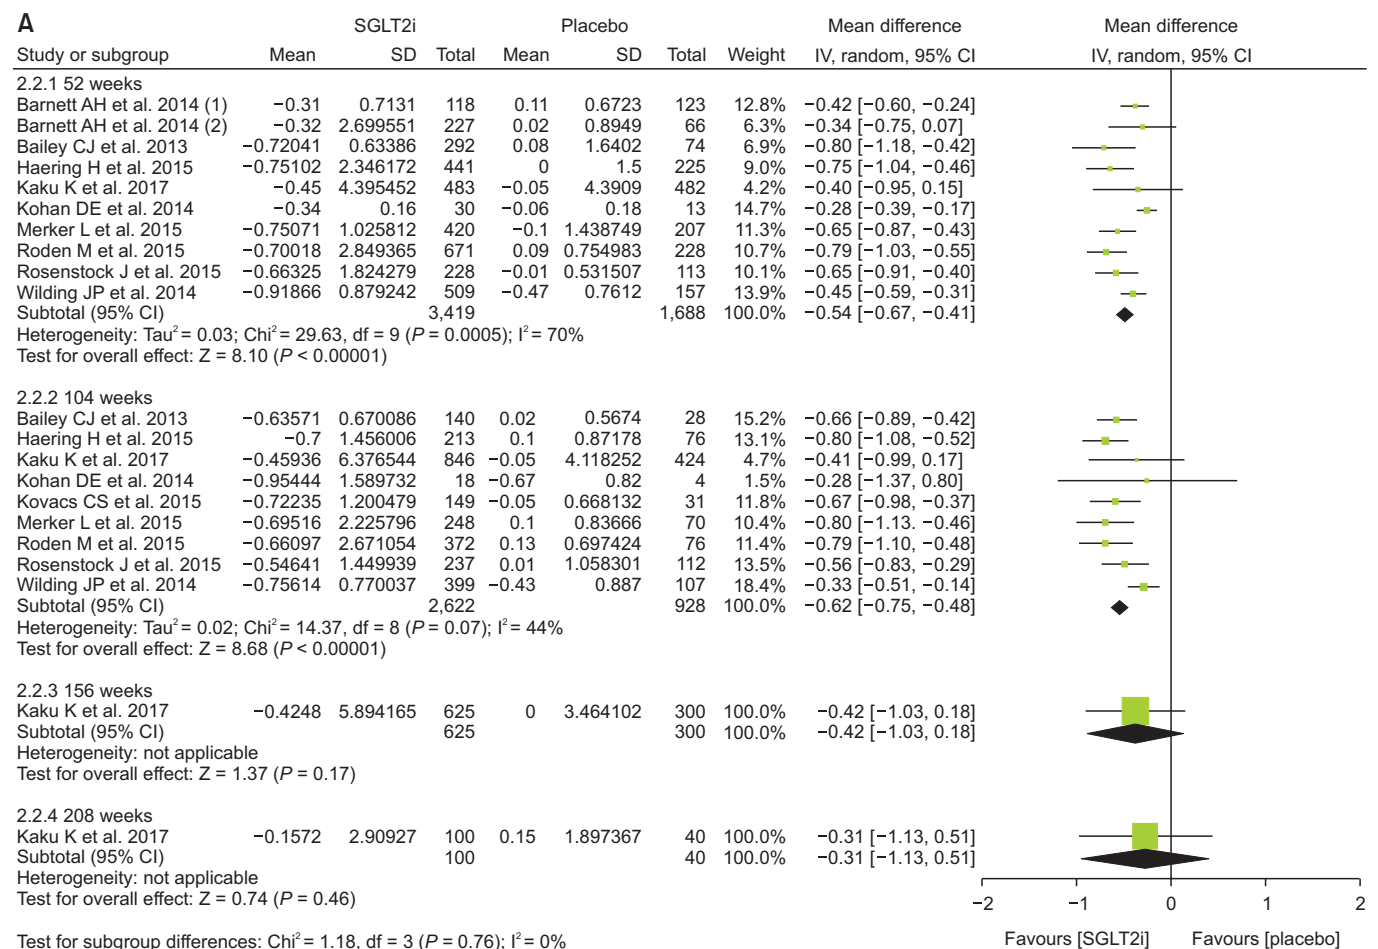 A
SGLT2i Placebo Mean difference Mean difference
Study or subgroup Mean SD Total Mean SD Total Weight IV, random, 95% CI IV, random, 95% CI
2.2.1 52 weeks
Barnett AH et al. 2014 (1) −0.31 0.7131 118 0.11 0.6723 123 12.8% −0.42 [−0.60, −0.24]
Barnett AH et al. 2014 (2) −0.32 2.699551 227 0.02 0.8949 66 6.3% −0.34 [−0.75, 0.07]
Bailey CJ et al. 2013 −0.72041 0.63386 292 0.08 1.6402 74 6.9% −0.80 [−1.18, −0.42]
Haering H et al. 2015 −0.75102 2.346172 441 0 1.5 225 9.0% −0.75 [−1.04, −0.46]
Kaku K et al. 2017 −0.45 4.395452 483 −0.05 4.3909 482 4.2% −0.40 [−0.95, 0.15]
Kohan DE et al. 2014 −0.34 0.16 30 −0.06 0.18 13 14.7% −0.28 [−0.39, −0.17]
Merker L et al. 2015 −0.75071 1.025812 420 −0.1 1.438749 207 11.3% −0.65 [−0.87, −0.43]
Roden M et al. 2015 −0.70018 2.849365 671 0.09 0.754983 228 10.7% −0.79 [−1.03, −0.55]
Rosenstock J et al. 2015 −0.66325 1.824279 228 −0.01 0.531507 113 10.1% −0.65 [−0.91, −0.40]
Wilding JP et al. 2014 −0.91866 0.879242 509 −0.47 0.7612 157 13.9% −0.45 [−0.59, −0.31]
Subtotal (95% CI) 3,419 1,688 100.0% −0.54 [−0.67, −0.41]
Heterogeneity: Tau² = 0.03; Chi² = 29.63, df = 9 (P = 0.0005); I² = 70%
Test for overall effect: Z = 8.10 (P < 0.00001)
2.2.2 104 weeks
Bailey CJ et al. 2013 −0.63571 0.670086 140 0.02 0.5674 28 15.2% −0.66 [−0.89, −0.42]
Haering H et al. 2015 −0.7 1.456006 213 0.1 0.87178 76 13.1% −0.80 [−1.08, −0.52]
Kaku K et al. 2017 −0.45936 6.376544 846 −0.05 4.118252 424 4.7% −0.41 [−0.99, 0.17]
Kohan DE et al. 2014 −0.95444 1.589732 18 −0.67 0.82 4 1.5% −0.28 [−1.37, 0.80]
Kovacs CS et al. 2015 −0.72235 1.200479 149 −0.05 0.668132 31 11.8% −0.67 [−0.98, −0.37]
Merker L et al. 2015 −0.69516 2.225796 248 0.1 0.83666 70 10.4% −0.80 [−1.13. −0.46]
Roden M et al. 2015 −0.66097 2.671054 372 0.13 0.697424 76 11.4% −0.79 [−1.10, −0.48]
Rosenstock J et al. 2015 −0.54641 1.449939 237 0.01 1.058301 112 13.5% −0.56 [−0.83, −0.29]
Wilding JP et al. 2014 −0.75614 0.770037 399 −0.43 0.887 107 18.4% −0.33 [−0.51, −0.14]
Subtotal (95% CI) 2,622 928 100.0% −0.62 [−0.75, −0.48]
Heterogeneity: Tau² = 0.02; Chi² = 14.37, df = 8 (P = 0.07); I² = 44%
Test for overall effect: Z = 8.68 (P < 0.00001)
2.2.3 156 weeks
Kaku K et al. 2017 −0.4248 5.894165 625 0 3.464102 300 100.0% −0.42 [−1.03, 0.18]
Subtotal (95% CI) 625 300 100.0% −0.42 [−1.03, 0.18]
Heterogeneity: not applicable
Test for overall effect: Z = 1.37 (P = 0.17)
2.2.4 208 weeks
Kaku K et al. 2017 −0.1572 2.90927 100 0.15 1.897367 40 100.0% −0.31 [−1.13, 0.51]
Subtotal (95% CI) 100 40 100.0% −0.31 [−1.13, 0.51]
Heterogeneity: not applicable
Test for overall effect: Z = 0.74 (P = 0.46)
−2 −1 0 1 2
Test for subgroup differences: Chi² = 1.18, df = 3 (P = 0.76); I² = 0%
Favours [SGLT2i] Favours [placebo]